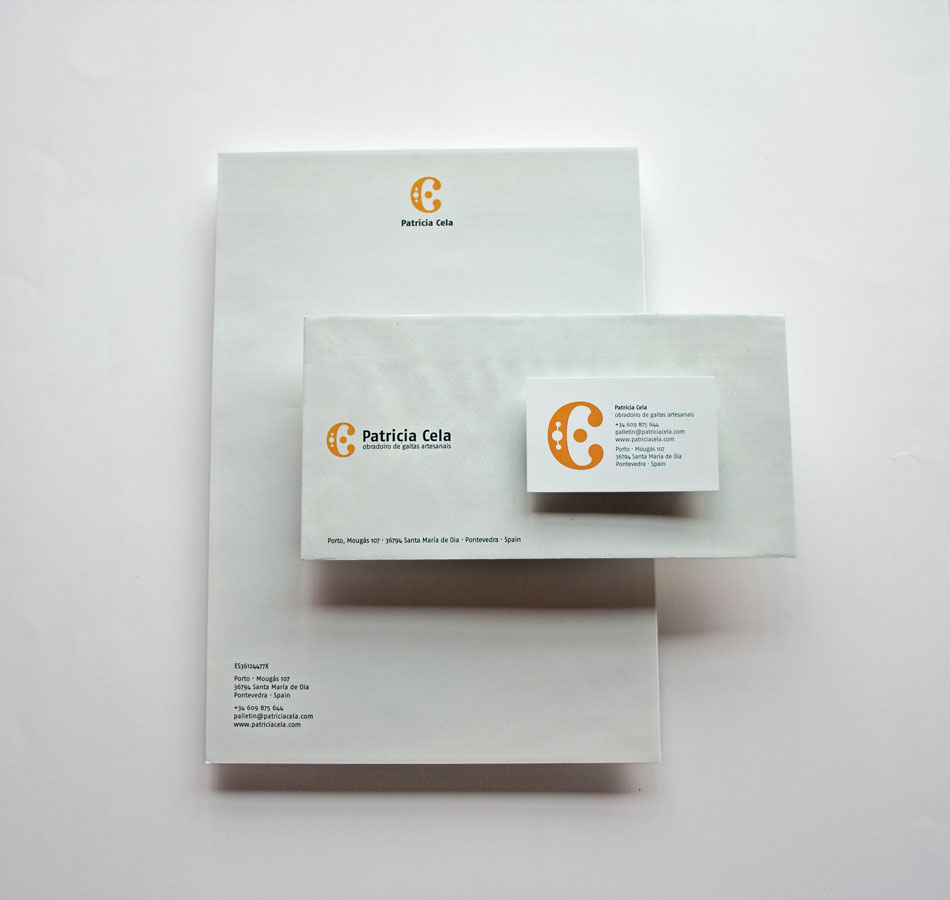 Patricia Cela
Patricia Cela
obradoiro de gaitas artesanais
Porto, Mougás 107 · 36794 Santa María de Oia · Pontevedra · Spain
Patricia Cela
obradoiro de gaitas artesanais
+34 609 875 644
palletin@patriciacela.com
www.patriciacela.com
Porto · Mougás 107
36794 Santa María de Oia
Pontevedra · Spain
ES36124477X
Porto · Mougás 107
36794 Santa María de Oia
Pontevedra · Spain
+34 609 875 644
palletin@patriciacela.com
www.patriciacela.com